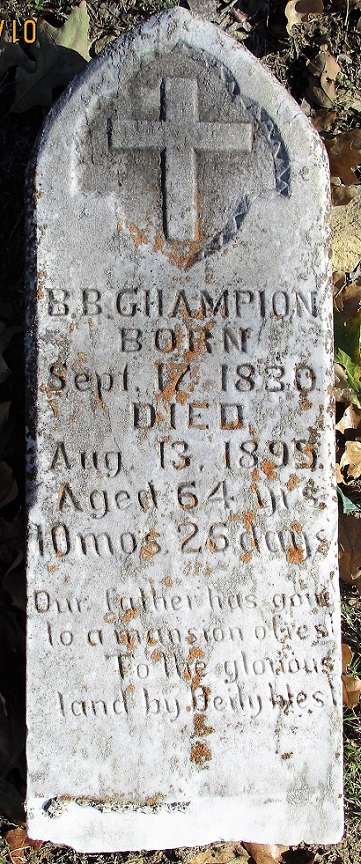 /10
B.B.CHAMPION
BORN
Sept. 17, 1830
DIED
Aug. 13, 1895.
Aged 64 yrs
10 mos 26 days
Our father has gone
to a mansion of rest
To the glorious
land by Deity blest